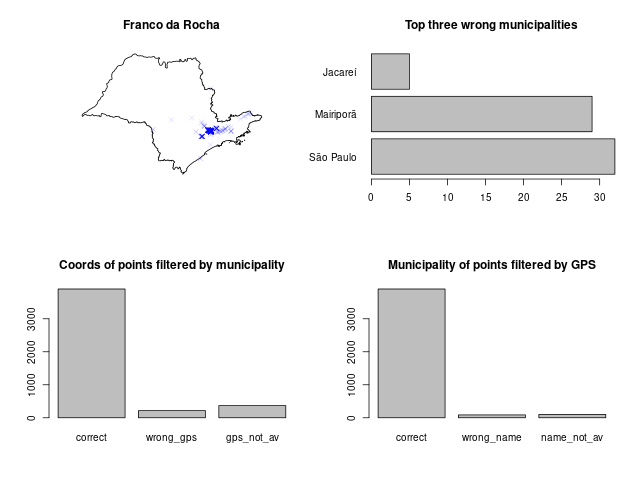 Franco da Rocha
Top three wrong municipalities
Jacareí
Mairiporã
São Paulo
0 5 10 15 20 25 30
Coords of points filtered by municipality
0 1000 2000 3000
correct wrong_gps gps_not_av
Municipality of points filtered by GPS
0 1000 2000 3000
correct wrong_name name_not_av